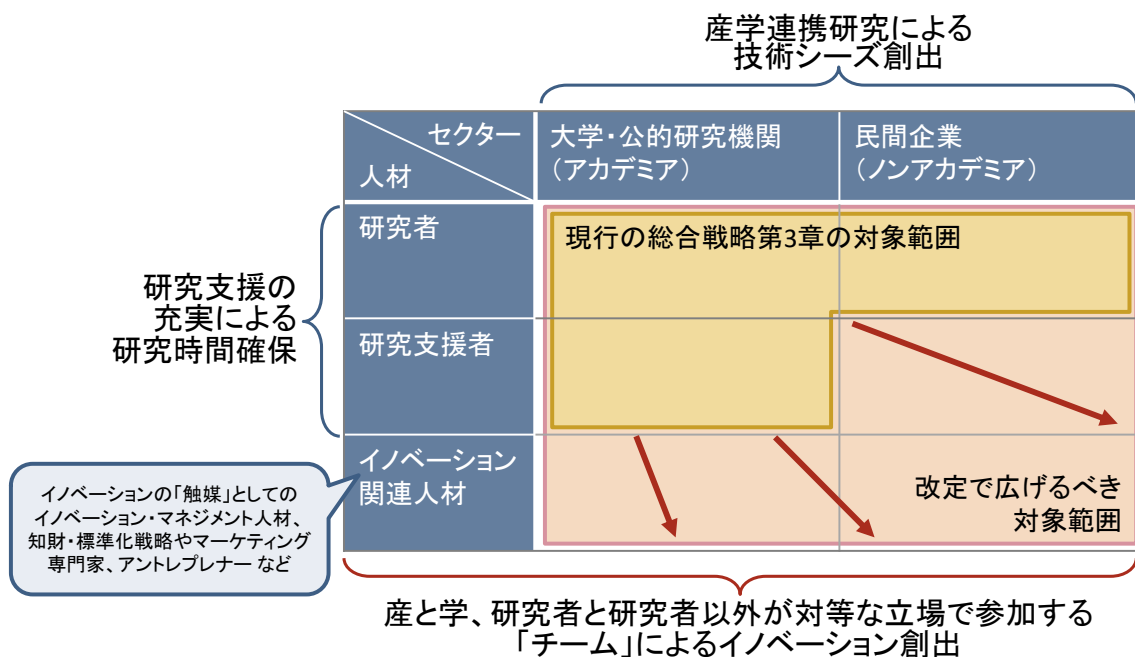 産学連携研究による
技術シーズ創出
セクター
人材
大学・公的研究機関
（アカデミア）
民間企業
（ノンアカデミア）
研究者
現行の総合戦略第3章の対象範囲
研究支援の
充実による
研究時間確保
研究支援者
イノベーション
関連人材
イノベーションの「触媒」としての
イノベーション・マネジメント人材、
知財・標準化戦略やマーケティング
専門家、アントレプレナー など
改定で広げるべき
対象範囲
産と学、研究者と研究者以外が対等な立場で参加する
「チーム」によるイノベーション創出